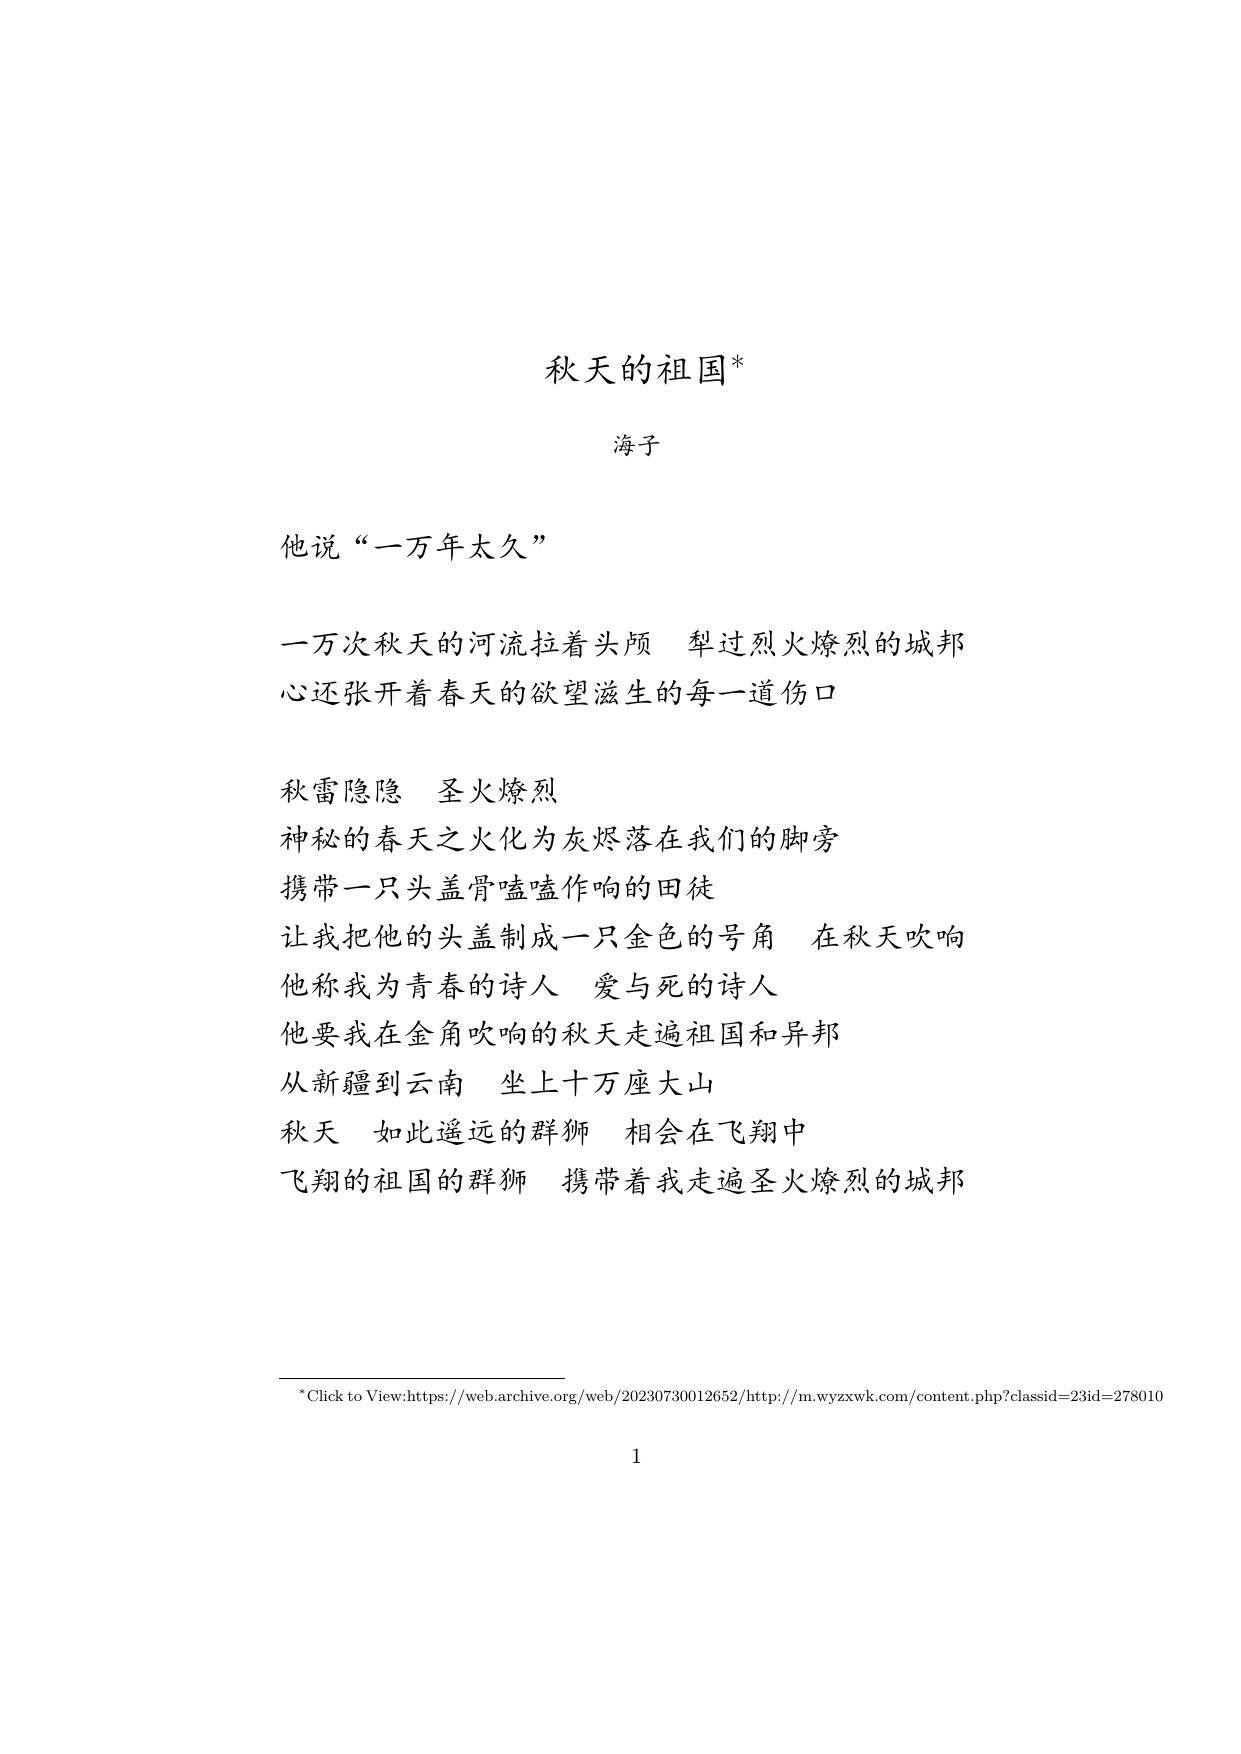 秋天的祖国*
海子
他说“一万年太久”
一万次秋天的河流拉着头颅　犁过烈火燎烈的城邦
心还张开着春天的欲望滋生的每一道伤口
秋雷隐隐　圣火燎烈
神秘的春天之火化为灰烬落在我们的脚旁
携带一只头盖骨嗑嗑作响的田徒
让我把他的头盖制成一只金色的号角　在秋天吹响
他称我为青春的诗人　爱与死的诗人
他要我在金角吹响的秋天走遍祖国和异邦
从新疆到云南　坐上十万座大山
秋天　如此遥远的群狮　相会在飞翔中
飞翔的祖国的群狮　携带着我走遍圣火燎烈的城邦
*Click to View:https://web.archive.org/web/20230730012652/http://m.wyzxwk.com/content.php?classid=23id=278010
1